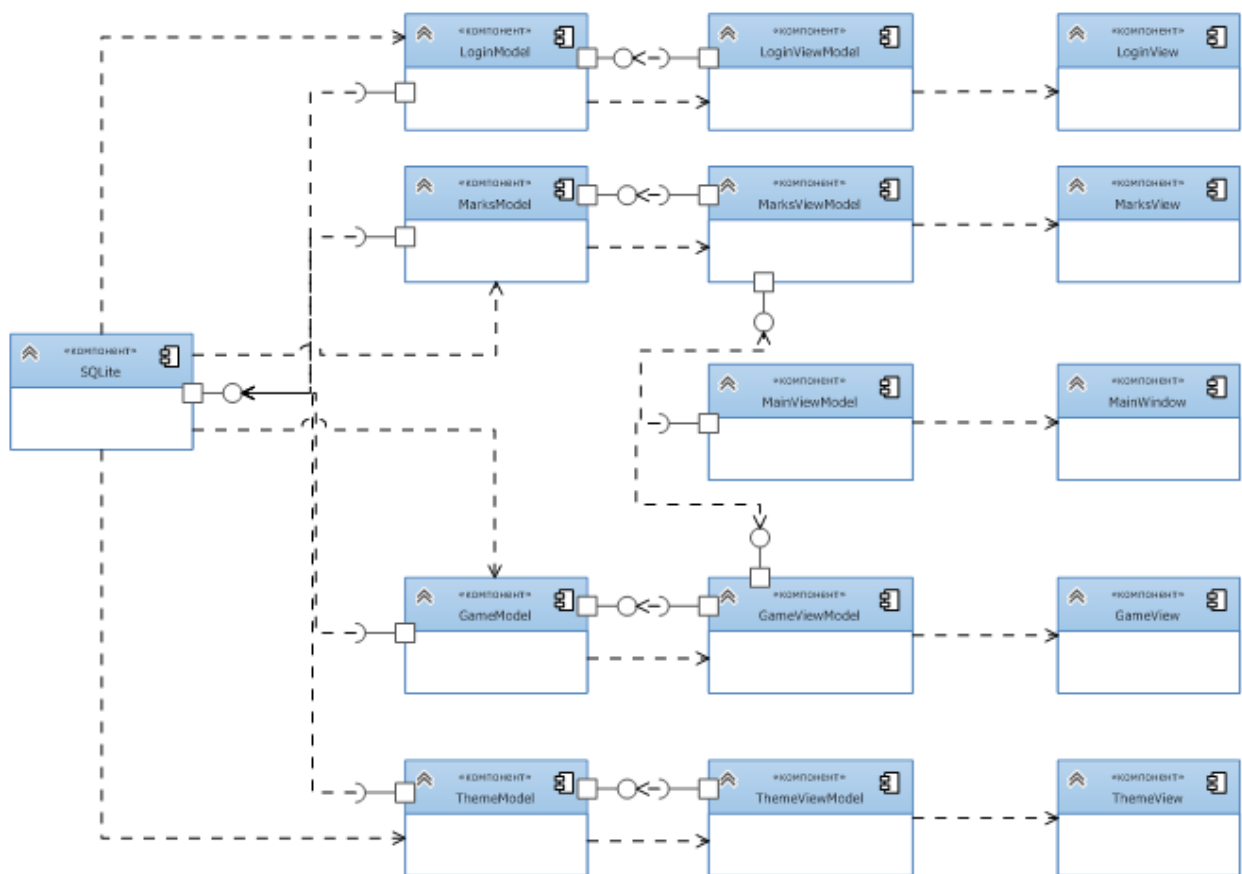 «компонент»
LoginModel
«компонент»
LoginViewModel
«компонент»
LoginView
«компонент»
MarksModel
«компонент»
MarksViewModel
«компонент»
MarksView
«компонент»
SQLite
«компонент»
MainViewModel
«компонент»
MainWindow
«компонент»
GameModel
«компонент»
GameViewModel
«компонент»
GameView
«компонент»
ThemeModel
«компонент»
ThemeViewModel
«компонент»
ThemeView